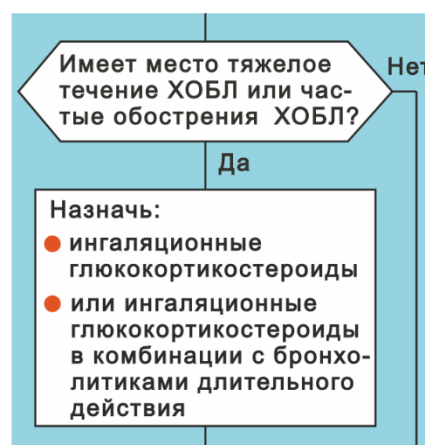 Имеет место тяжелое
течение ХОБЛ или час-
тые обострения ХОБЛ?
Нет
Да
Назначь:
ингаляционные
глюкокортикостероиды
или ингаляционные
глюкокортикостероиды
в комбинации с бронхо-
литиками длительного
действия